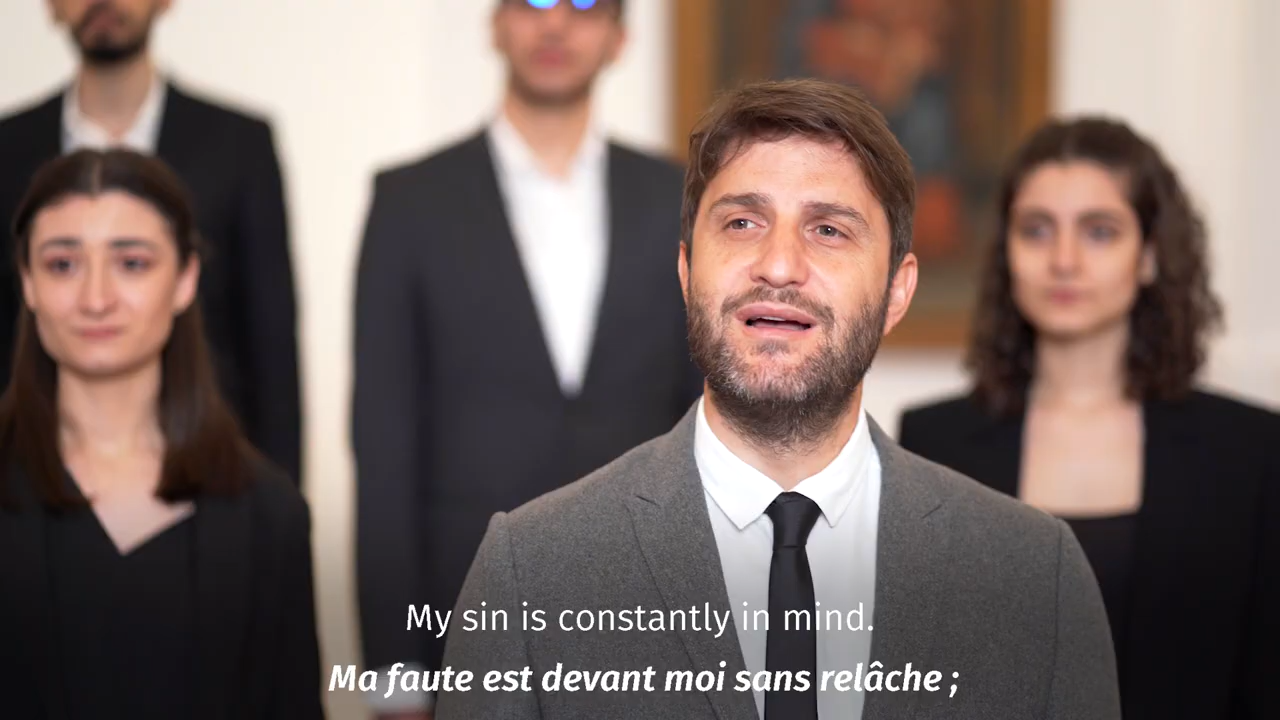 My sin is constantly in mind.
Ma faute est devant moi sans relâche ;